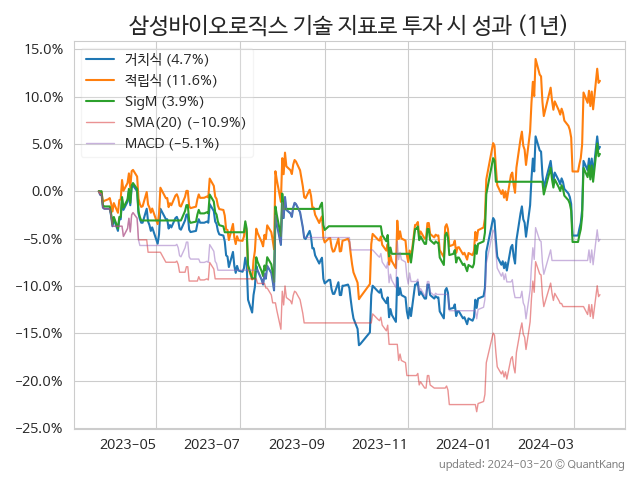 삼성바이오로직스 기술 지표로 투자 시 성과 (1년)
15.0%
10.0%
5.0%
0.0%
−5.0%
−10.0%
−15.0%
−20.0%
−25.0%
거치식 (4.7%)
적립식 (11.6%)
SigM (3.9%)
SMA(20) (−10.9%)
MACD (−5.1%)
2023-05
2023-07
2023-09
2023-11
2024-01
2024-03
updated: 2024-03-20 © QuantKang